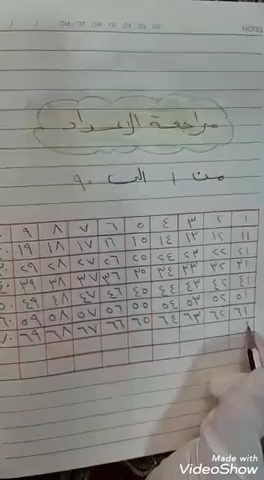 NOTES
مراجعة الأعداد
من ١ الى ٩٠
١ ٢ ٣ ٤ ٥ ٦ ٧ ٨ ٩
١١ ١٢ ١٣ ١٤ ١٥ ١٦ ١٧ ١٨ ١٩
٢١ ٢٢ ٢٣ ٢٤ ٢٥ ٢٦ ٢٧ ٢٨ ٢٩
٣١ ٣٢ ٣٣ ٣٤ ٣٥ ٣٦ ٣٧ ٣٨ ٣٩
٤١ ٤٢ ٤٣ ٤٤ ٤٥ ٤٦ ٤٧ ٤٨ ٤٩
٥١ ٥٢ ٥٣ ٥٤ ٥٥ ٥٦ ٥٧ ٥٨ ٥٩ ٦٠
٦١ ٦٢ ٦٣ ٦٤ ٦٥ ٦٦ ٦٧ ٦٨ ٦٩ ٧٠
Made with
VideoShow